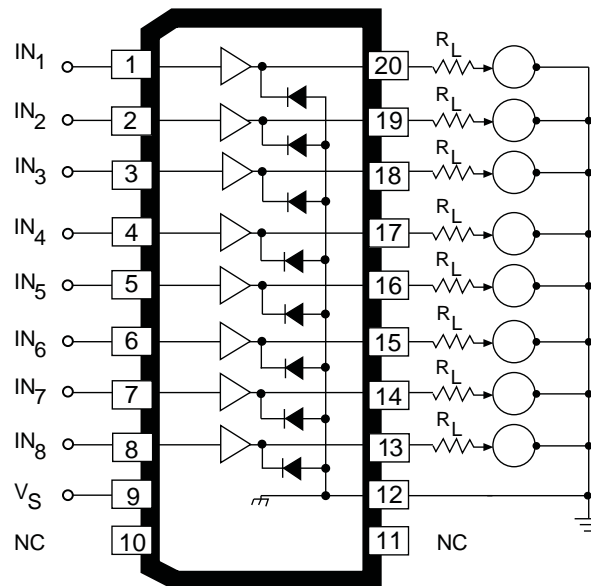 IN1 1 20 RL
IN2 2 19 RL
IN3 3 18 RL
IN4 4 17 RL
IN5 5 16 RL
IN6 6 15 RL
IN7 7 14 RL
IN8 8 13 RL
VS 9 12
NC 10 11 NC